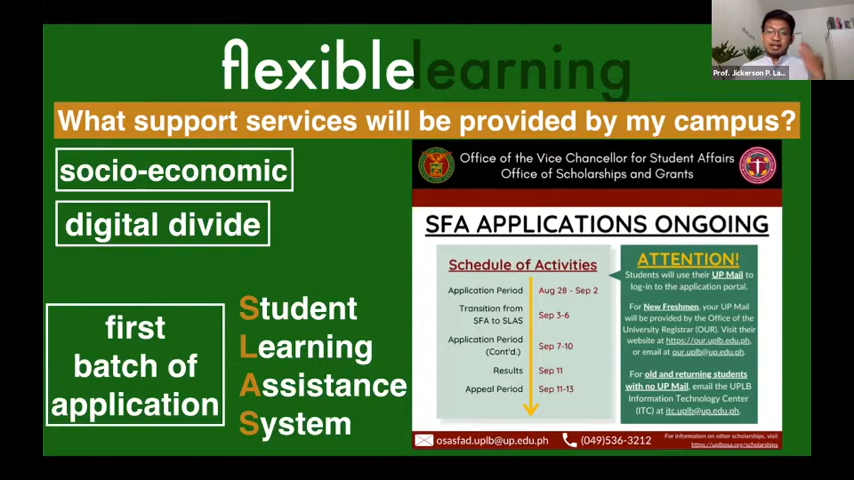 flexiblelearning
Prof. Jickerson P. La...
What support services will be provided by my campus?
socio-economic
digital divide
first
batch of
application
Student
Learning
Assistance
System
Office of the Vice Chancellor for Student Affairs
Office of Scholarships and Grants
SFA APPLICATIONS ONGOING
Schedule of Activities
Application Period Aug 28 - Sep 2
Transition from
SFA to SLAS Sep 3-6
Application Period
(Cont'd.) Sep 7-10
Results Sep 11
Appeal Period Sep 11-13
ATTENTION!
Students will use their UP Mail to
log-in to the application portal.
For New Freshmen, your UP Mail
will be provided by the Office of the
University Registrar (OUR). Visit their
website at https://our.uplb.edu.ph,
or email at our.uplb@up.edu.ph.
For old and returning students
with no UP Mail, email the UPLB
Information Technology Center
(ITC) at itc.uplb@up.edu.ph.
osasfad.uplb@up.edu.ph
(049)536-3212
For information on other scholarships, visit
https://uplbosa.org/scholarships